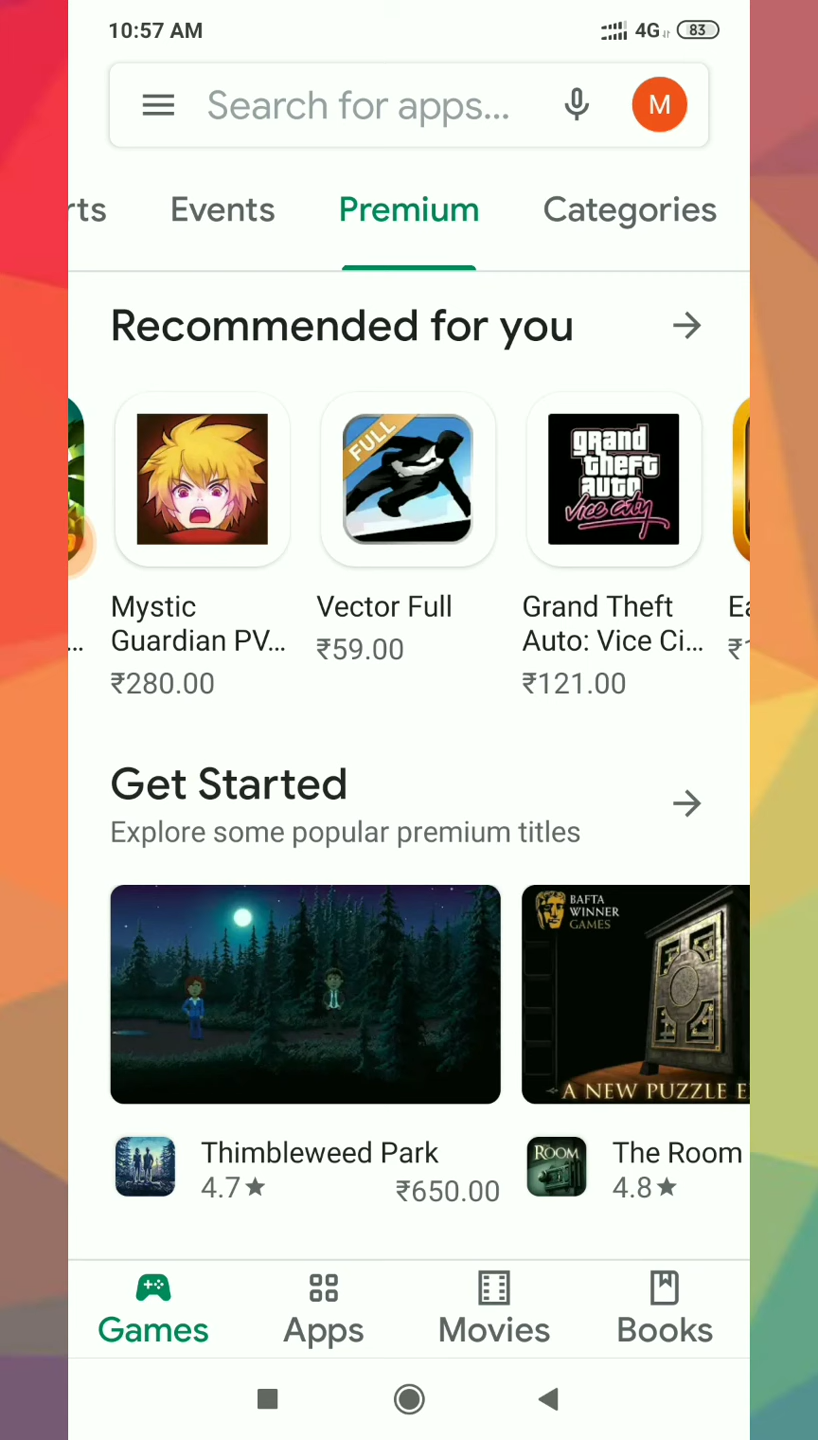 10:57 AM
4G
83
Search for apps...
M
rts
Events
Premium
Categories
Recommended for you
FULL
grand
theft
auto
vice city
Mystic
Guardian PV...
₹280.00
Vector Full
₹59.00
Grand Theft
Auto: Vice Ci...
₹121.00
...
Get Started
Explore some popular premium titles
BAFTA
WINNER
GAMES
A NEW PUZZLE
Thimbleweed Park
4.7★
₹650.00
ROOM
The Room
4.8★
Games
Apps
Movies
Books